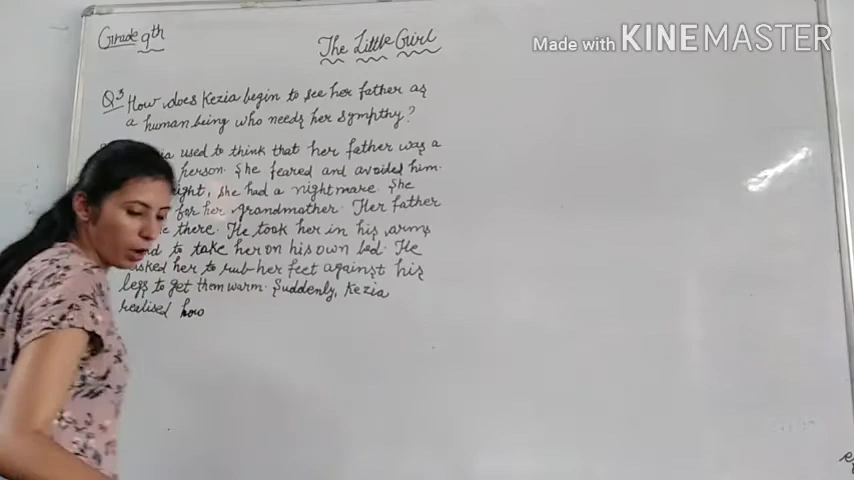 Grade 9th
The Little Girl
Made with KINEMASTER
Q3 How does Kezia begin to see her father as
a human being who needs her sympthy?
used to think that her father was a
person. She feared and avoided him.
she had a nightmare. She
for her grandmother. Her father
there. He took her in his arms
to take her on his own bed. He
her to rub her feet against his
legs to get them warm. Suddenly, Kezia
realised how